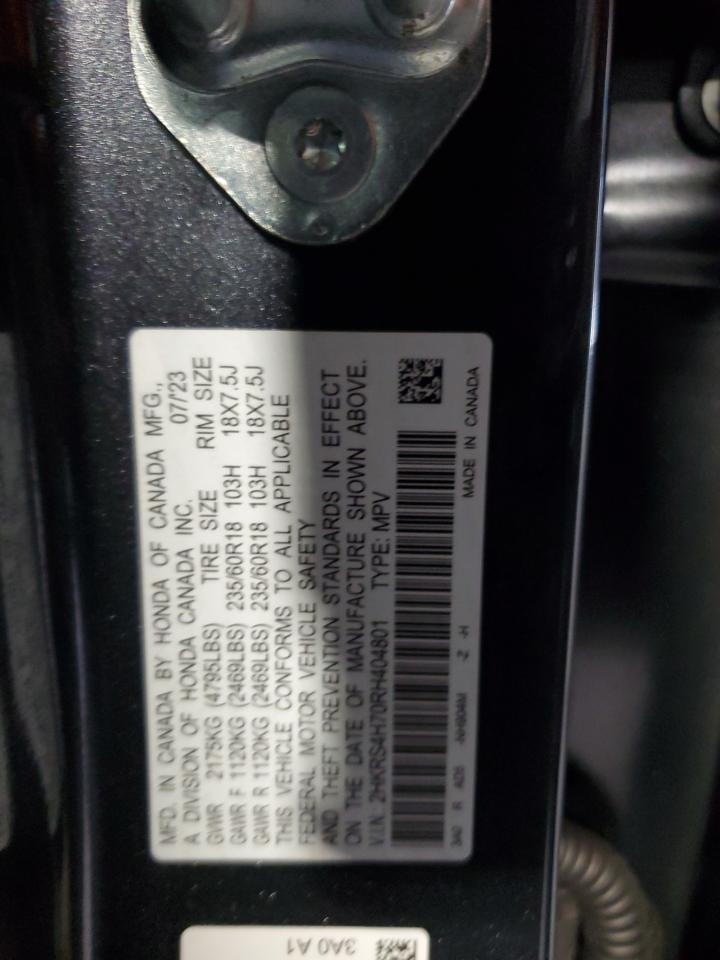 MFD. IN CANADA BY HONDA OF CANADA MFG.,
A DIVISION OF HONDA CANADA INC. 07/'23
GVWR 2175KG (4795LBS) TIRE SIZE RIM SIZE
GAWR F 1120KG (2469LBS) 235/60R18 103H 18X7.5J
GAWR R 1120KG (2469LBS) 235/60R18 103H 18X7.5J
THIS VEHICLE CONFORMS TO ALL APPLICABLE
FEDERAL MOTOR VEHICLE SAFETY
AND THEFT PREVENTION STANDARDS IN EFFECT
ON THE DATE OF MANUFACTURE SHOWN ABOVE.
V.I.N. 2HKRS4H70RH404801 TYPE: MPV
3A0 R AD5 -NH904M -Z -H MADE IN CANADA
3A0 A1